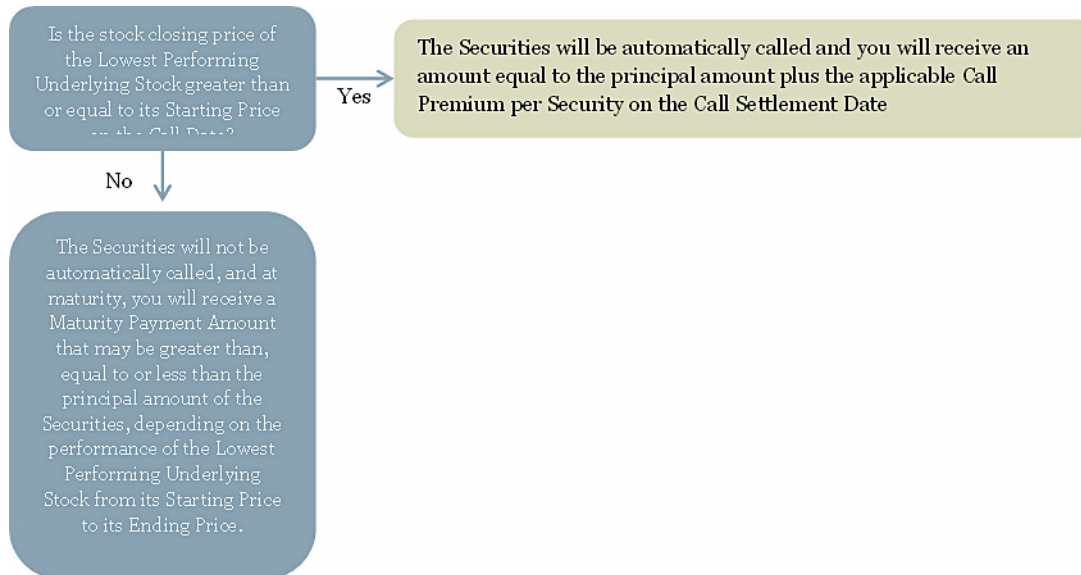 Is the stock closing price of
the Lowest Performing
Underlying Stock greater than
or equal to its Starting Price
on the Call Date?
Yes
The Securities will be automatically called and you will receive an
amount equal to the principal amount plus the applicable Call
Premium per Security on the Call Settlement Date
No
The Securities will not be
automatically called, and at
maturity, you will receive a
Maturity Payment Amount
that may be greater than,
equal to or less than the
principal amount of the
Securities, depending on the
performance of the Lowest
Performing Underlying
Stock from its Starting Price
to its Ending Price.